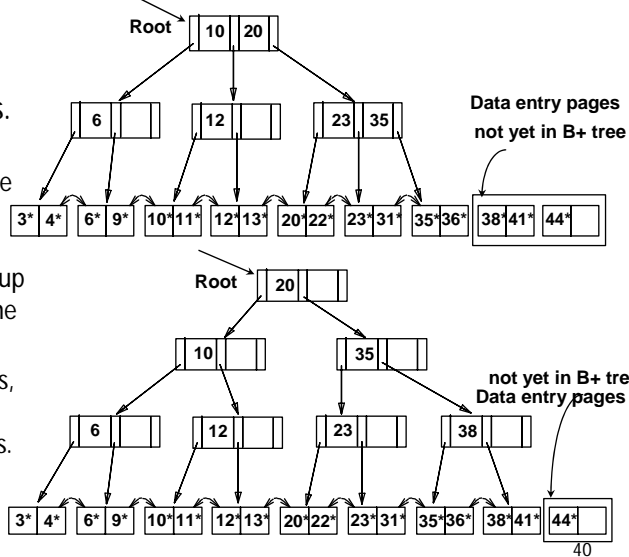 Root
10 20
s.
6 12 23 35
Data entry pages
not yet in B+ tree
e
3* 4* 6* 9* 10* 11* 12* 13* 20* 22* 23* 31* 35* 36* 38* 41* 44*
up
Root 20
ne
10 35
s,
not yet in B+ tre
Data entry pages
6 12 23 38
s.
3* 4* 6* 9* 10* 11* 12* 13* 20* 22* 23* 31* 35* 36* 38* 41* 44*
40